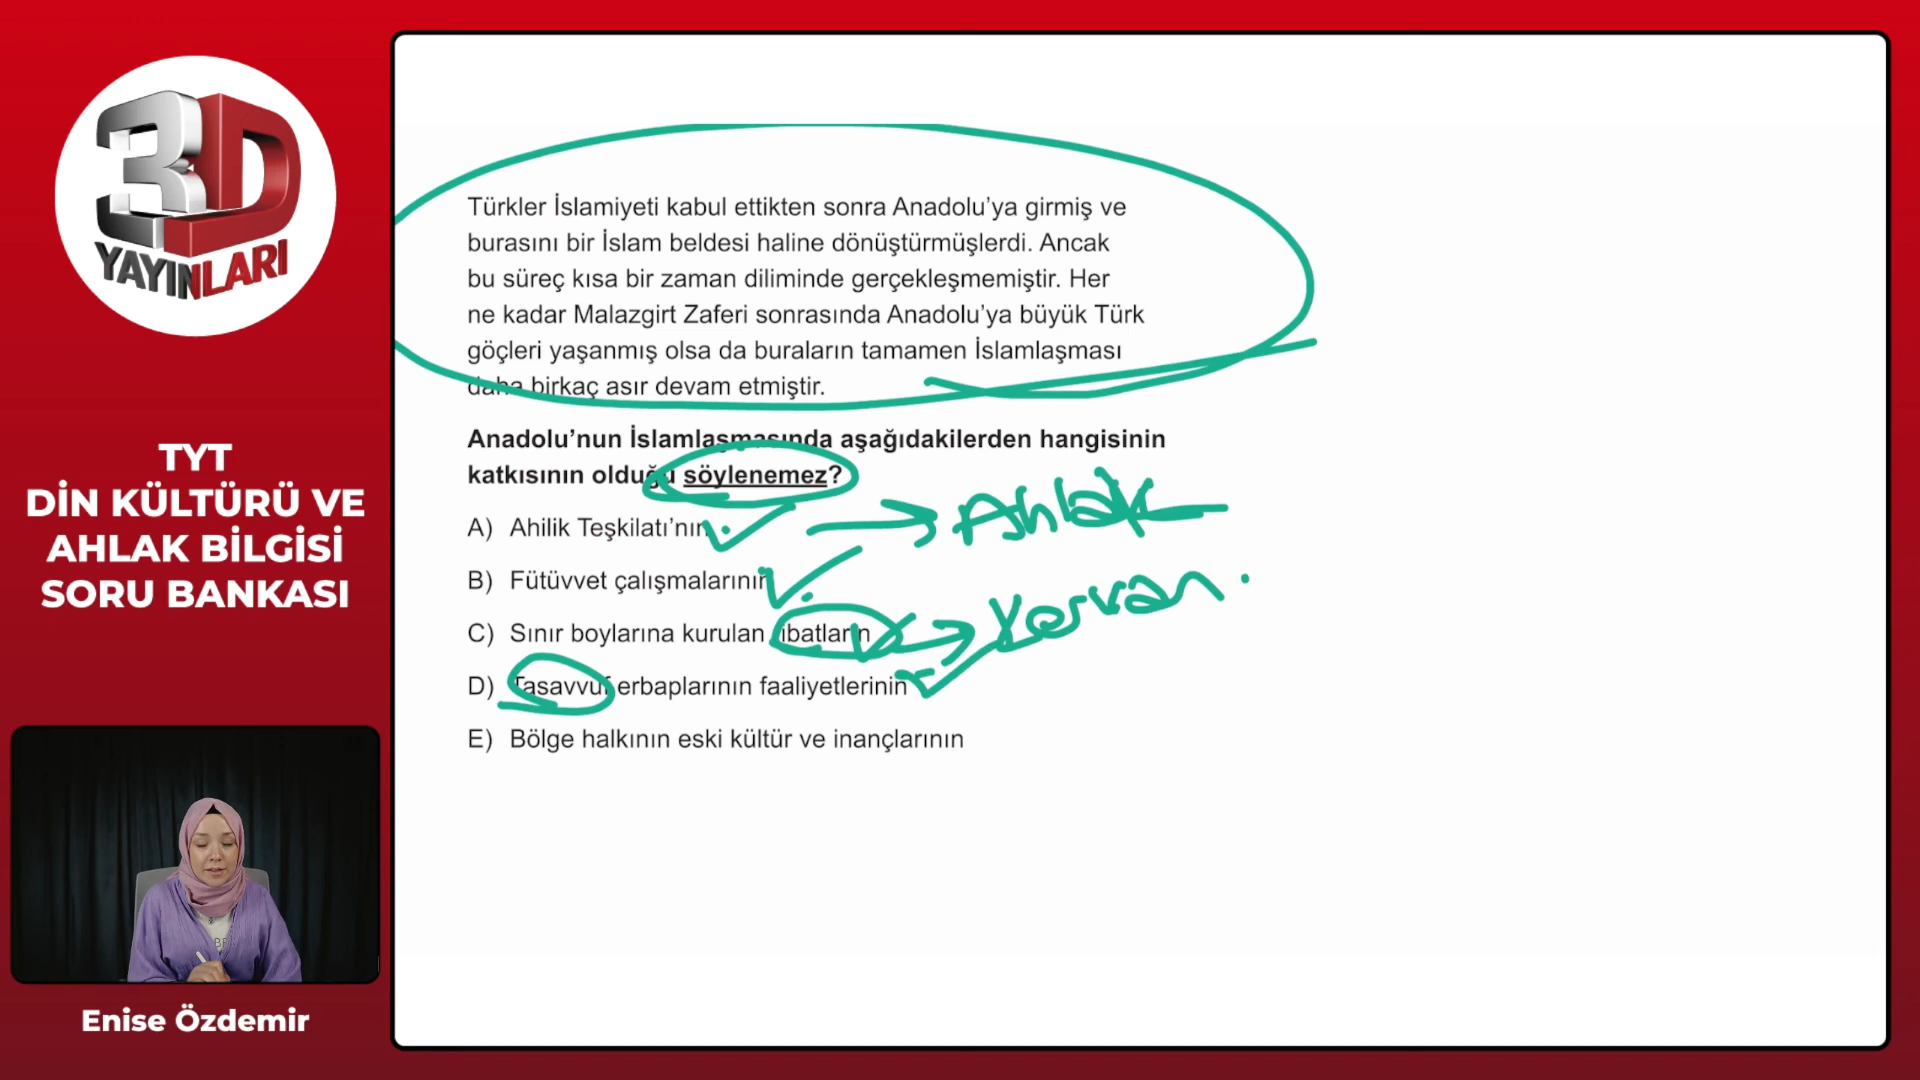 3D
YAYINLARI
TYT
DİN KÜLTÜRÜ VE
AHLAK BİLGİSİ
SORU BANKASI
Enise Özdemir
Türkler İslamiyeti kabul ettikten sonra Anadolu’ya girmiş ve
burasını bir İslam beldesi haline dönüştürmüşlerdi. Ancak
bu süreç kısa bir zaman diliminde gerçekleşmemiştir. Her
ne kadar Malazgirt Zaferi sonrasında Anadolu’ya büyük Türk
göçleri yaşanmış olsa da buraların tamamen İslamlaşması
daha birkaç asır devam etmiştir.
Anadolu’nun İslamlaşmasında aşağıdakilerden hangisinin
katkısının olduğu söylenemez?
A) Ahilik Teşkilatı’nın
Ahlak
B) Fütüvvet çalışmalarının
C) Sınır boylarına kurulan ribatların
D) Tasavvuf erbaplarının faaliyetlerinin
E) Bölge halkının eski kültür ve inançlarının